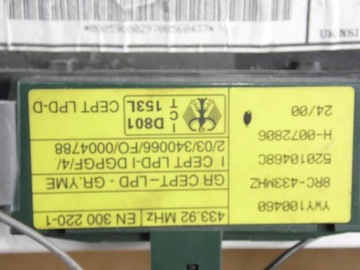 YWY100460 433.92 MHz EN 300 220-1
8RC-433MHZ GR CEPT-LPD - GR.YME
52010468C I CEPT LPD-I DGPGF/4/
H-0072806 2/03/340066/FO/0004788
24/00
I D801
C
T 153L
CEPT LPD-D